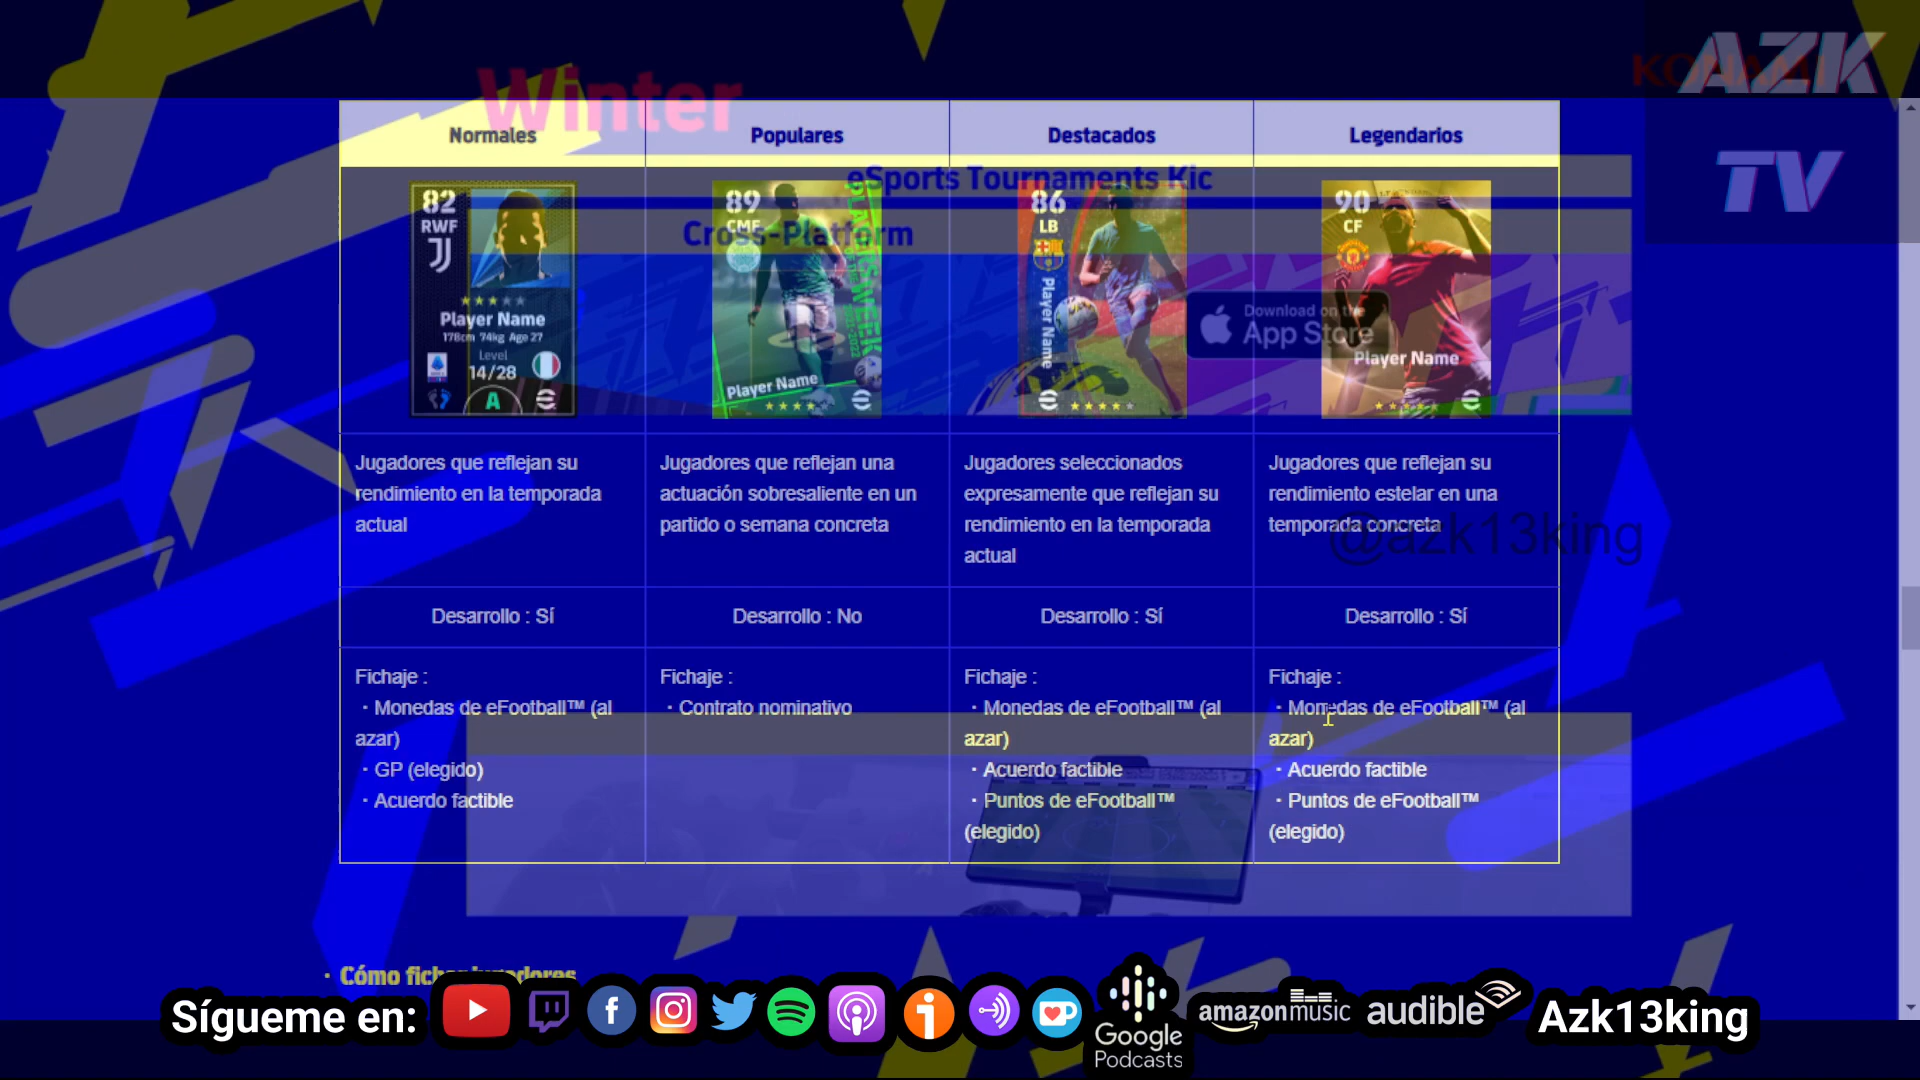 KONAMI
AZK
TV
Winter
Normales
Populares
Destacados
Legendarios
eSports Tournaments Kic
Cross-Platform
82
RWF
Player Name
178cm 74kg Age 27
Level
14/28
A
89
CMF
Player Name
86
LB
Player Name
90
CF
Player Name
Download on the
App Store
Jugadores que reflejan su
rendimiento en la temporada
actual
Jugadores que reflejan una
actuación sobresaliente en un
partido o semana concreta
Jugadores seleccionados
expresamente que reflejan su
rendimiento en la temporada
actual
Jugadores que reflejan su
rendimiento estelar en una
temporada concreta
@azk13king
Desarrollo : Sí
Desarrollo : No
Desarrollo : Sí
Desarrollo : Sí
Fichaje :
・Monedas de eFootball™ (al
azar)
・GP (elegido)
・Acuerdo factible
Fichaje :
・Contrato nominativo
Fichaje :
・Monedas de eFootball™ (al
azar)
・Acuerdo factible
・Puntos de eFootball™
(elegido)
Fichaje :
・Monedas de eFootball™ (al
azar)
・Acuerdo factible
・Puntos de eFootball™
(elegido)
・Cómo fichar jugadores
Sígueme en:
Google
Podcasts
amazon music
audible
Azk13king